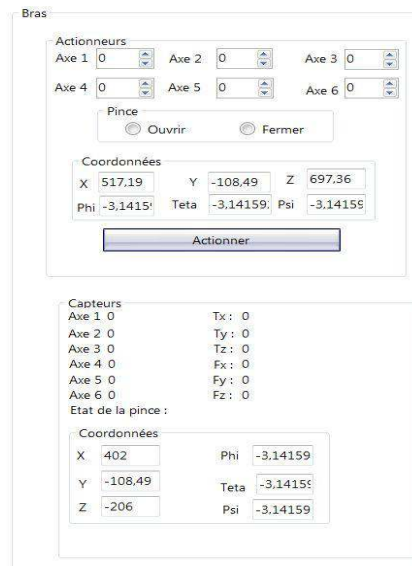 Bras
Actionneurs
Axe 1 0 Axe 2 0 Axe 3 0
Axe 4 0 Axe 5 0 Axe 6 0
Pince
Ouvrir Fermer
Coordonnées
X 517,19 Y -108,49 Z 697,36
Phi -3,1415 Teta -3,14159 Psi -3,14159
Actionner
Capteurs
Axe 1 0 Tx : 0
Axe 2 0 Ty : 0
Axe 3 0 Tz : 0
Axe 4 0 Fx : 0
Axe 5 0 Fy : 0
Axe 6 0 Fz : 0
Etat de la pince :
Coordonnées
X 402 Phi -3,14159
Y -108,49 Teta -3,14159
Z -206 Psi -3,14159